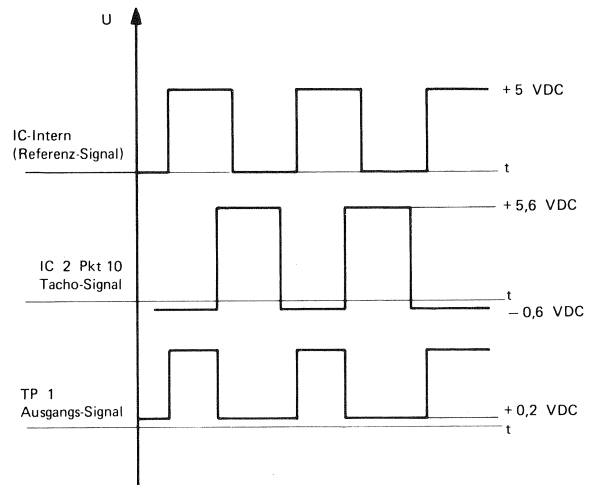 U
+5 VDC
IC-Intern
(Referenz-Signal)
t
+5,6 VDC
IC 2 Pkt 10
Tacho-Signal
t
−0,6 VDC
TP 1
Ausgangs-Signal
+0,2 VDC
t